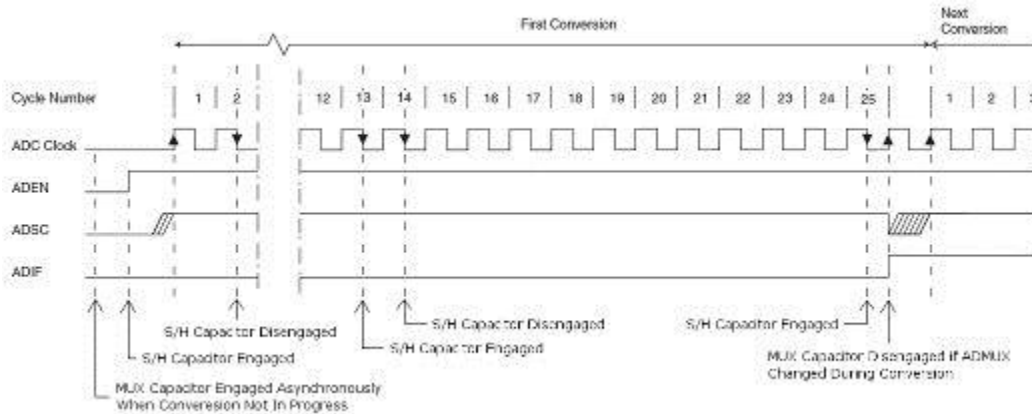 First Conversion
Next
Conversion
Cycle Number 1 2 12 13 14 15 16 17 18 19 20 21 22 23 24 25 1 2 3
ADC Clock
ADEN
ADSC
ADIF
S/H Capacitor Disengaged
S/H Capacitor Engaged
MUX Capacitor Engaged Asynchronously
When Converesion Not In Progress
S/H Capacitor Disengaged
S/H Capacitor Engaged
S/H Capacitor Engaged
MUX Capacitor Disengaged if ADMUX
Changed During Conversion